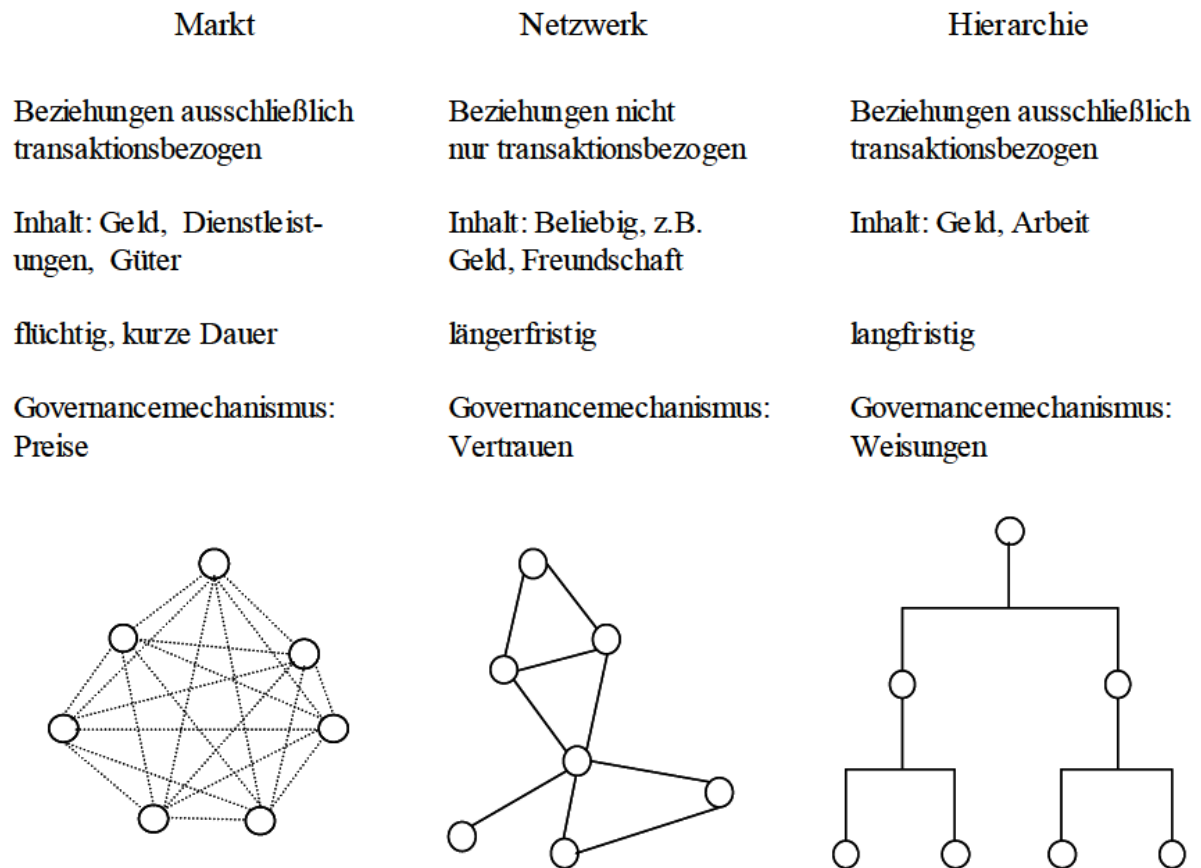 Markt
Netzwerk
Hierarchie
Beziehungen ausschließlich
transaktionsbezogen
Beziehungen nicht
nur transaktionsbezogen
Beziehungen ausschließlich
transaktionsbezogen
Inhalt: Geld, Dienstleist-
ungen, Güter
Inhalt: Beliebig, z.B.
Geld, Freundschaft
Inhalt: Geld, Arbeit
flüchtig, kurze Dauer
längerfristig
langfristig
Governancemechanismus:
Preise
Governancemechanismus:
Vertrauen
Governancemechanismus:
Weisungen